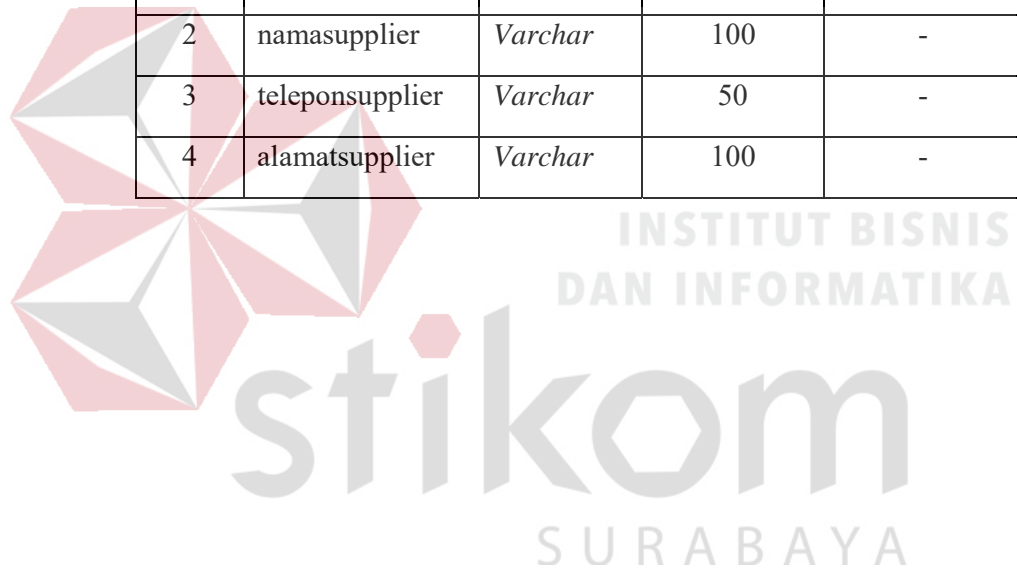 2 namasupplier Varchar 100 -
3 teleponsupplier Varchar 50 -
4 alamatsupplier Varchar 100 -
INSTITUT BISNIS
DAN INFORMATIKA
stikom
SURABAYA